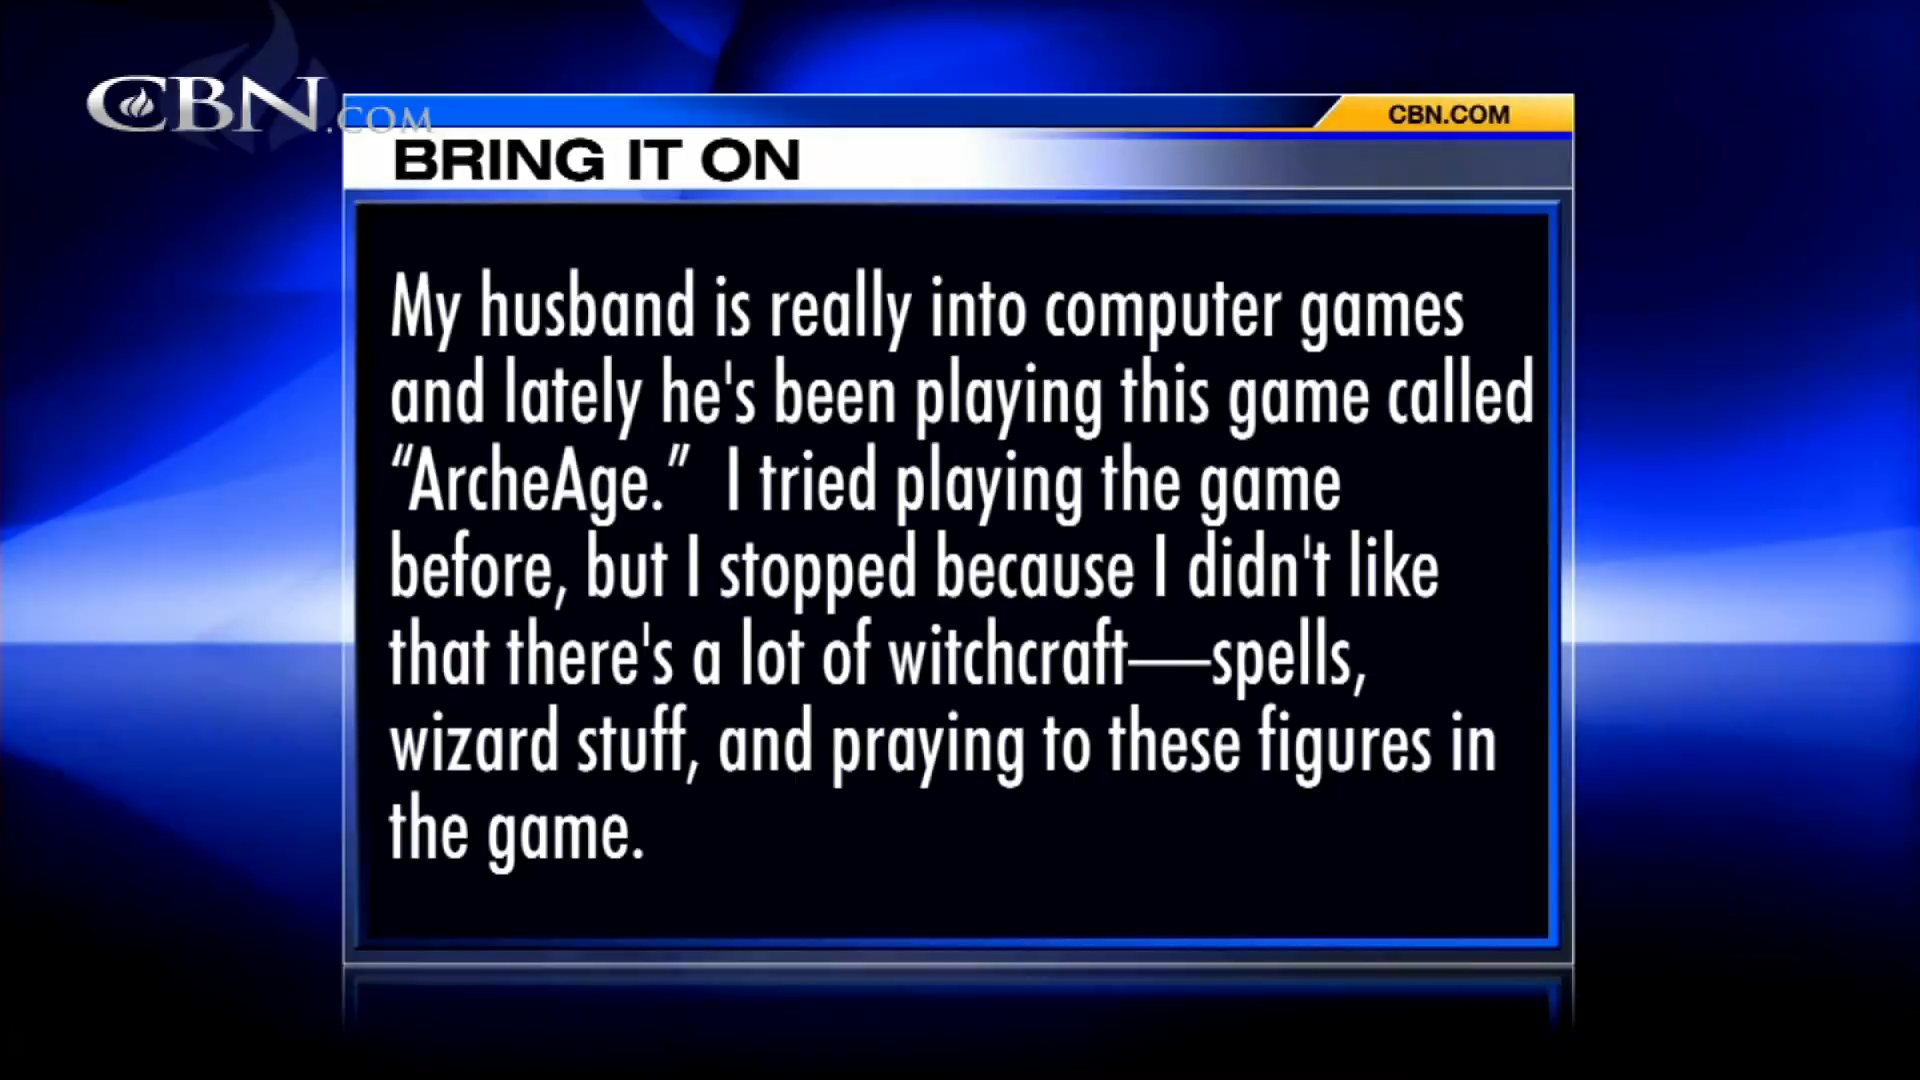 CBN.COM
CBN.COM
BRING IT ON
My husband is really into computer games
and lately he's been playing this game called
“ArcheAge.”  I tried playing the game
before, but I stopped because I didn't like
that there's a lot of witchcraft—spells,
wizard stuff, and praying to these figures in
the game.